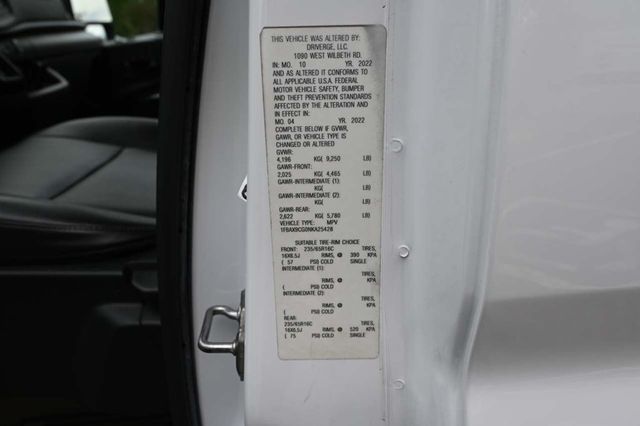 THIS VEHICLE WAS ALTERED BY:
DRIVERGE, LLC.
1090 WEST WILBETH RD.
IN: MO. 10 YR. 2022
AND AS ALTERED IT CONFORMS TO
ALL APPLICABLE U.S.A. FEDERAL
MOTOR VEHICLE SAFETY, BUMPER
AND THEFT PREVENTION STANDARDS
AFFECTED BY THE ALTERATION AND
IN EFFECT IN:
MO. 04 YR. 2022
COMPLETE BELOW IF GVWR,
GAWR, OR VEHICLE TYPE IS
CHANGED OR ALTERED
GVWR:
4,196 KG( 9,250 LB)
GAWR-FRONT:
2,025 KG( 4,465 LB)
GAWR-INTERMEDIATE (1):
KG( LB)
GAWR-INTERMEDIATE (2):
KG( LB)
GAWR-REAR:
2,622 KG( 5,780 LB)
VEHICLE TYPE: MPV
1FBAX9CG0NKA25428
SUITABLE TIRE-RIM CHOICE
FRONT: 235/65R16C TIRES,
16X6.5J RIMS, @ 390 KPA
( 57 PSI) COLD SINGLE
INTERMEDIATE (1): TIRES,
RIMS, @ KPA
( PSI) COLD
INTERMEDIATE (2): TIRES,
RIMS, @ KPA
( PSI) COLD
REAR:
235/65R16C TIRES,
16X6.5J RIMS, @ 520 KPA
( 75 PSI) COLD SINGLE